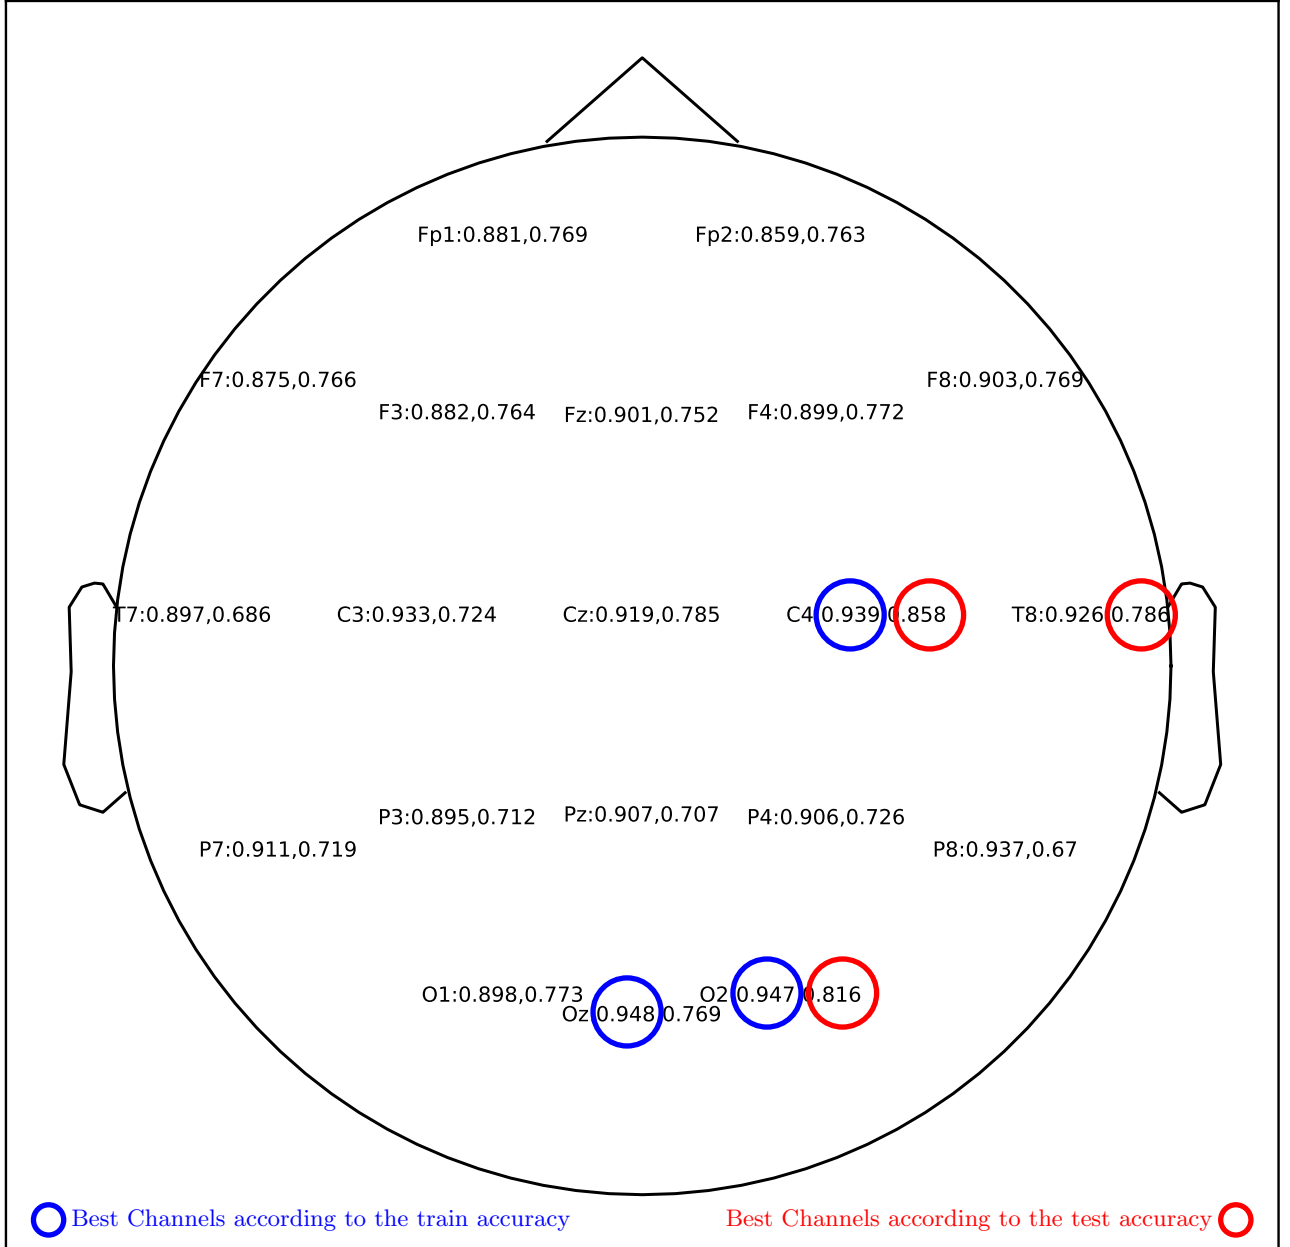 Fp1:0.881,0.769 Fp2:0.859,0.763
F7:0.875,0.766 F8:0.903,0.769
F3:0.882,0.764 Fz:0.901,0.752 F4:0.899,0.772
T7:0.897,0.686 C3:0.933,0.724 Cz:0.919,0.785 C4:0.939,0.858 T8:0.926,0.786
P3:0.895,0.712 Pz:0.907,0.707 P4:0.906,0.726
P7:0.911,0.719 P8:0.937,0.67
O1:0.898,0.773 O2:0.947,0.816
Oz:0.948,0.769
Best Channels according to the train accuracy Best Channels according to the test accuracy